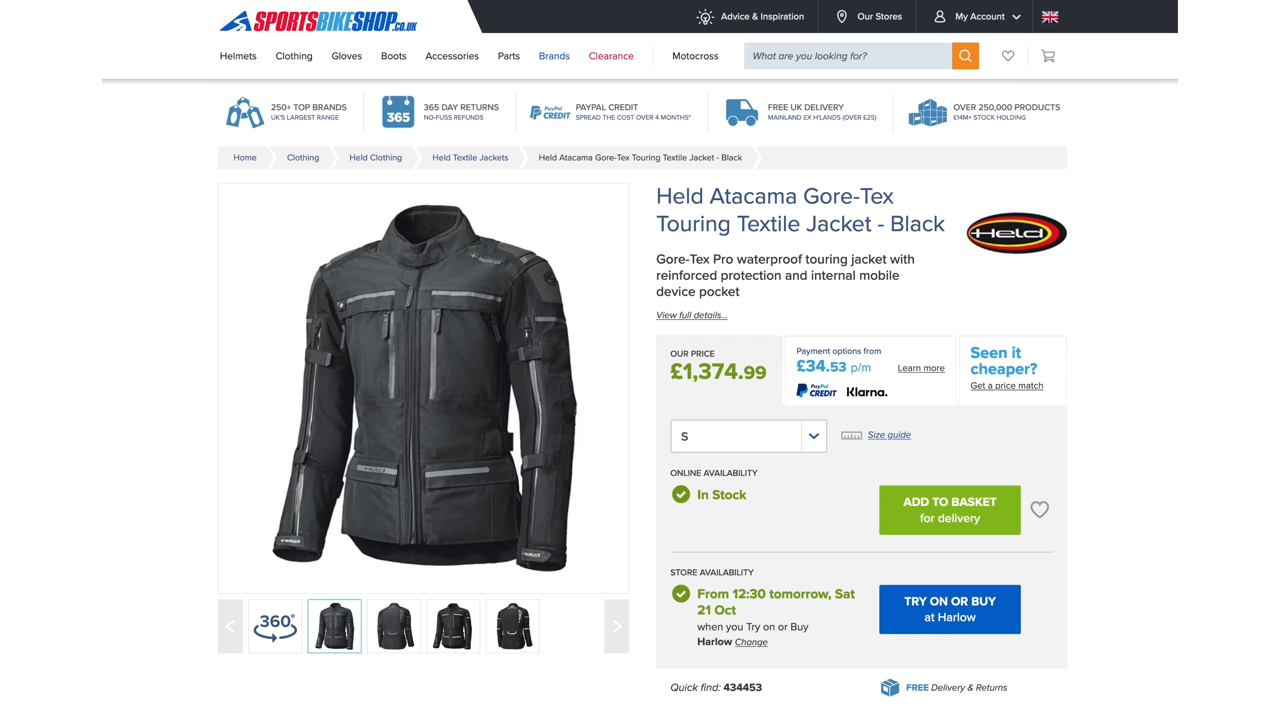 SPORTSBIKESHOP.CO.UK
Advice & Inspiration
Our Stores
My Account
Helmets
Clothing
Gloves
Boots
Accessories
Parts
Brands
Clearance
Motocross
What are you looking for?
250+ TOP BRANDS
UK'S LARGEST RANGE
365
365 DAY RETURNS
NO-FUSS REFUNDS
PayPal
CREDIT
PAYPAL CREDIT
SPREAD THE COST OVER 4 MONTHS*
FREE UK DELIVERY
MAINLAND EX H'LANDS (OVER £25)
OVER 250,000 PRODUCTS
£14M+ STOCK HOLDING
Home
Clothing
Held Clothing
Held Textile Jackets
Held Atacama Gore-Tex Touring Textile Jacket - Black
Held Atacama Gore-Tex
Touring Textile Jacket - Black
Held
Gore-Tex Pro waterproof touring jacket with
reinforced protection and internal mobile
device pocket
View full details...
OUR PRICE
£1,374.99
Payment options from
£34.53 p/m
Learn more
PayPal
CREDIT
Klarna.
Seen it
cheaper?
Get a price match
S
Size guide
ONLINE AVAILABILITY
In Stock
ADD TO BASKET
for delivery
STORE AVAILABILITY
From 12:30 tomorrow, Sat
21 Oct
when you Try on or Buy
Harlow Change
TRY ON OR BUY
at Harlow
Quick find: 434453
FREE Delivery & Returns
Held
Held
Held
Held
360°